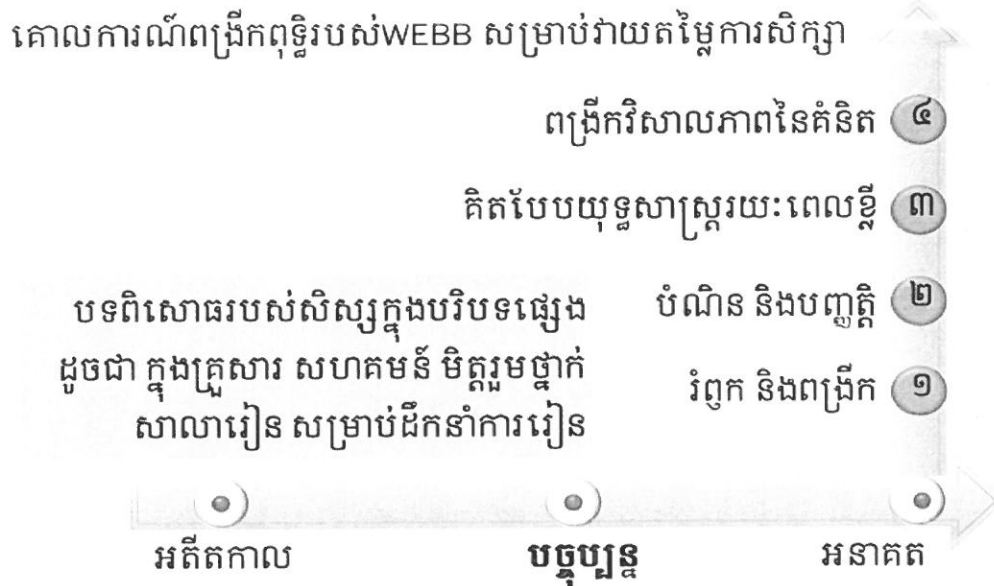 គោលការណ៍ពង្រីកពុទ្ធិរបស់WEBB សម្រាប់វាយតម្លៃការសិក្សា
ពង្រីកវិសាលភាពនៃគំនិត ៤
គិតបែបយុទ្ធសាស្ត្ររយៈពេលខ្លី ៣
បំណិន និងបញ្ញត្តិ ២
រំឭក និងពង្រីក ១
បទពិសោធរបស់សិស្សក្នុងបរិបទផ្សេង
ដូចជា ក្នុងគ្រួសារ សហគមន៍ មិត្តរួមថ្នាក់
សាលារៀន សម្រាប់ដឹកនាំការរៀន
អតីតកាល បច្ចុប្បន្ន អនាគត